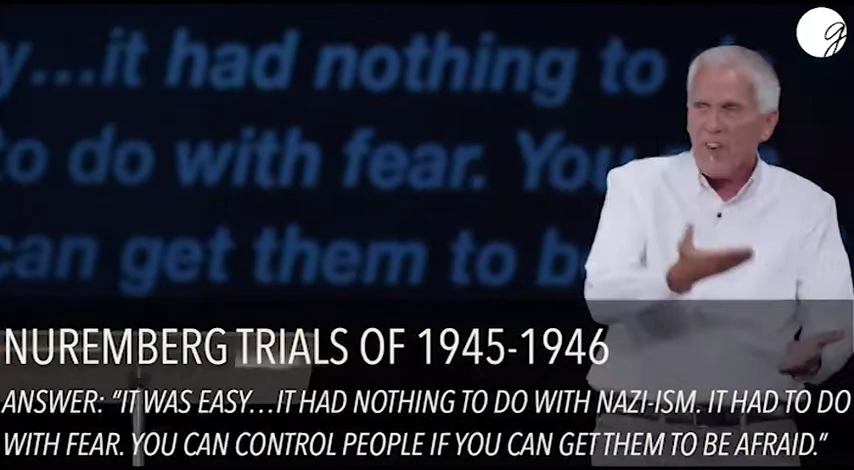 y...it had nothing to
to do with fear. You
can get them to be
g
NUREMBERG TRIALS OF 1945-1946
ANSWER: "IT WAS EASY...IT HAD NOTHING TO DO WITH NAZI-ISM. IT HAD TO DO
WITH FEAR. YOU CAN CONTROL PEOPLE IF YOU CAN GET THEM TO BE AFRAID."